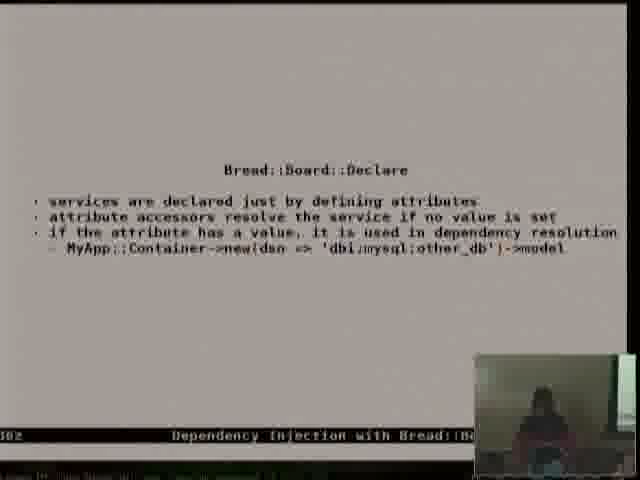 Bread::Board::Declare
· services are declared just by defining attributes
· attribute accessors resolve the service if no value is set
· if the attribute has a value, it is used in dependency resolution
- MyApp::Container->new(dsn => 'dbi:mysql:other_db')->model
Dependency Injection with Bread::Bo